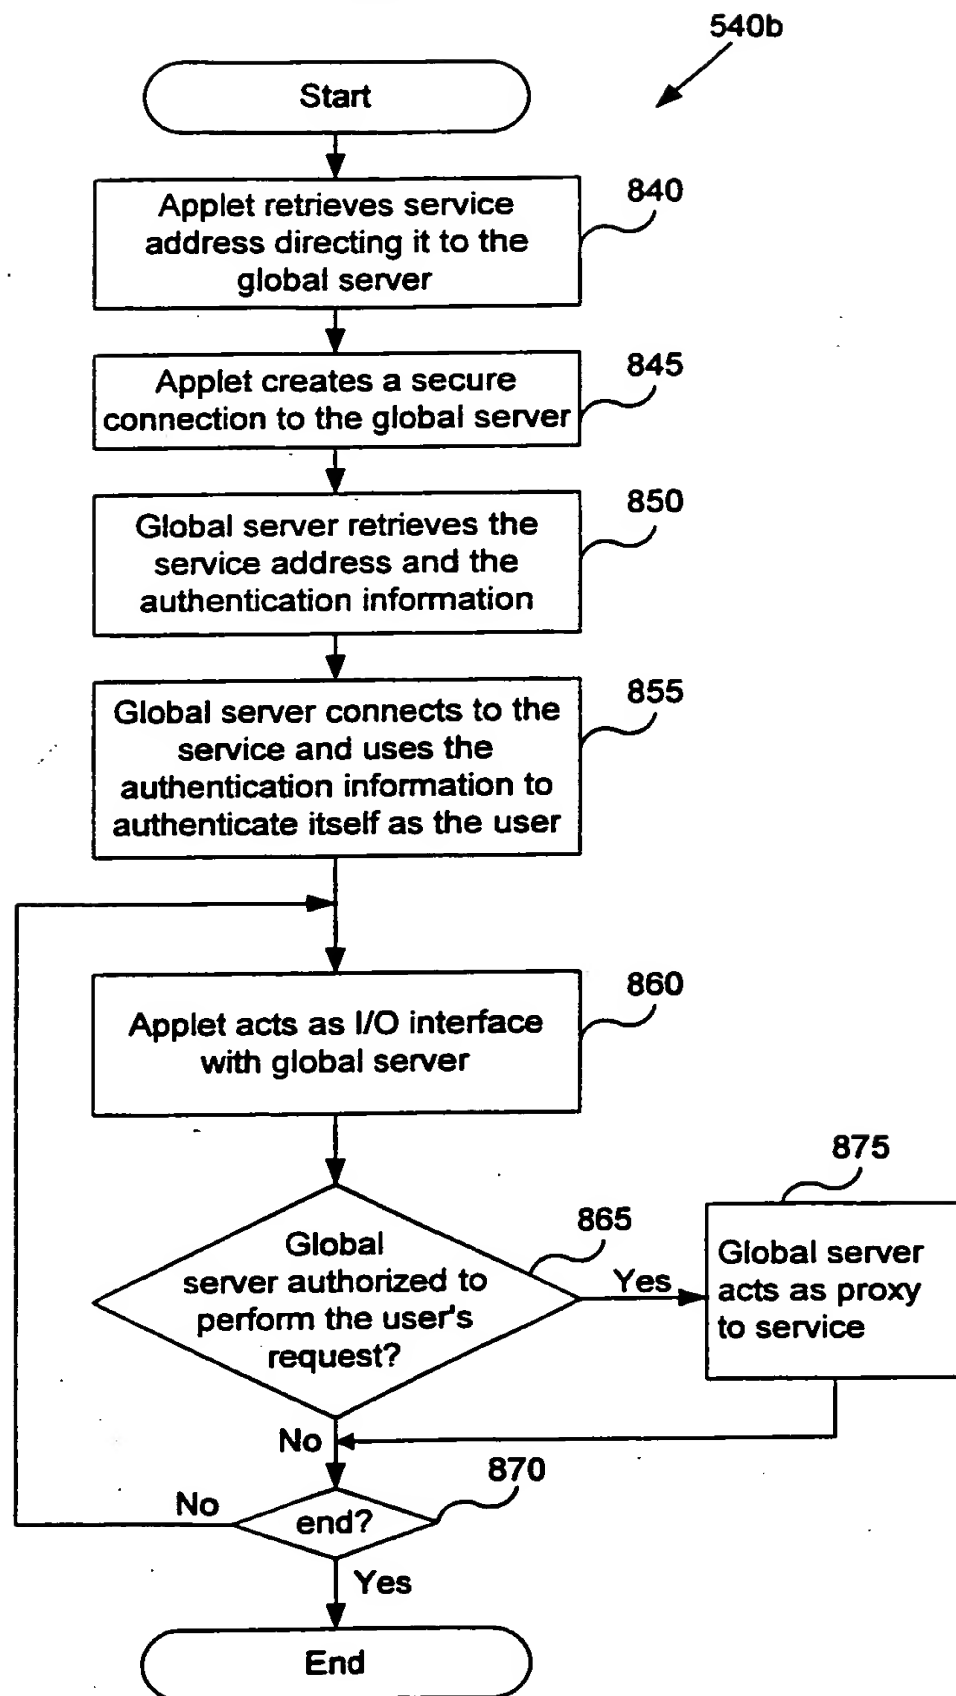 540b
Start
Applet retrieves service
address directing it to the
global server
840
Applet creates a secure
connection to the global server
845
Global server retrieves the
service address and the
authentication information
850
Global server connects to the
service and uses the
authentication information to
authenticate itself as the user
855
Applet acts as I/O interface
with global server
860
Global
server authorized to
perform the user's
request?
865
Yes
875
Global server
acts as proxy
to service
No
870
end?
No
Yes
End